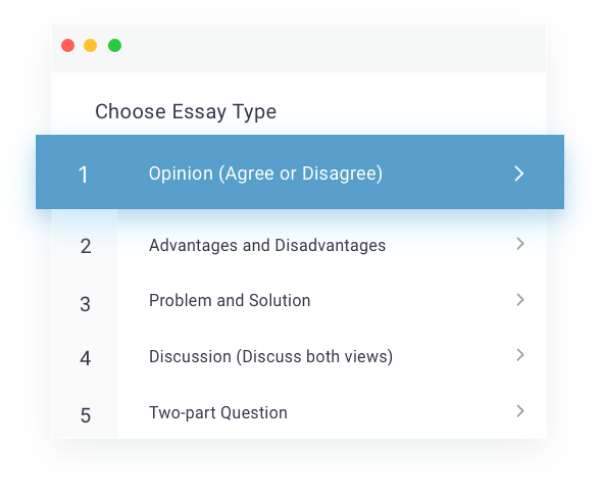 Choose Essay Type
1 Opinion (Agree or Disagree)
2 Advantages and Disadvantages
3 Problem and Solution
4 Discussion (Discuss both views)
5 Two-part Question